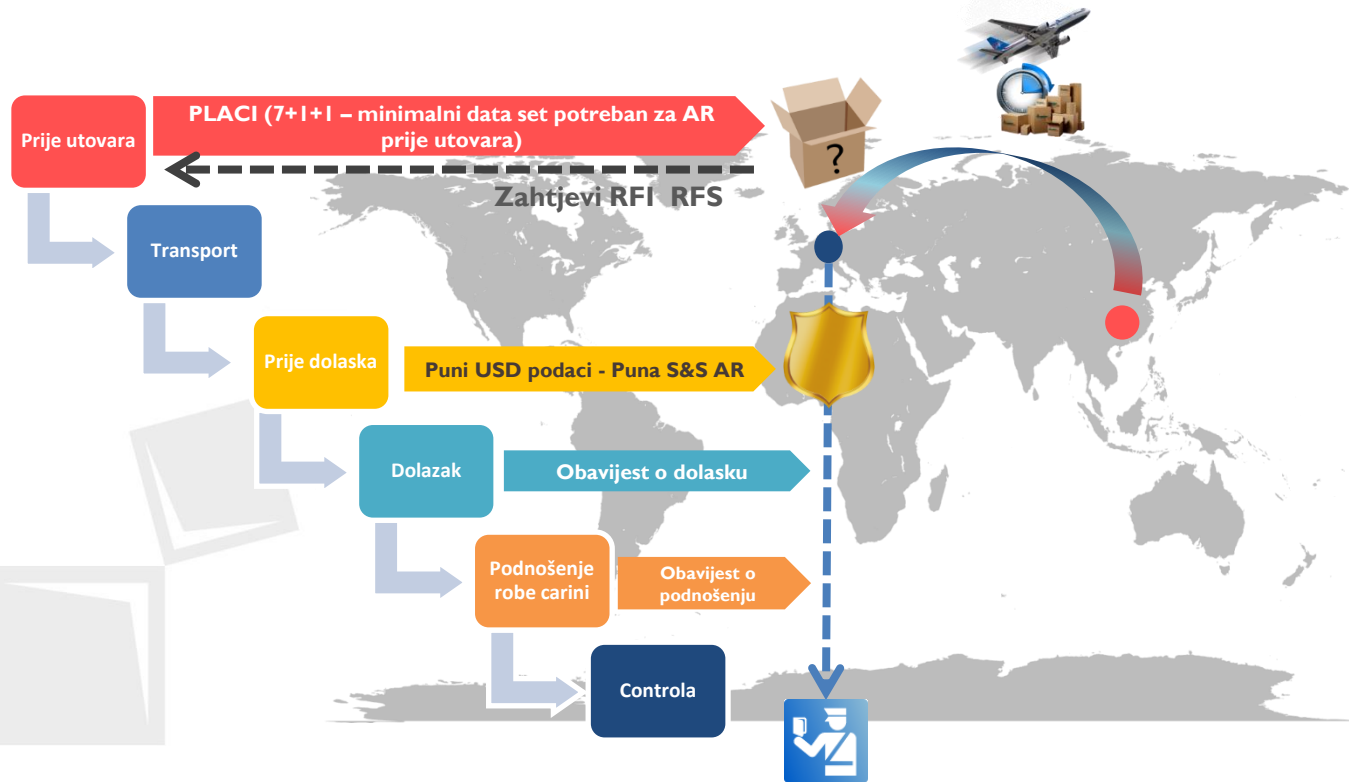 Prije utovara
PLACI (7+1+1 – minimalni data set potreban za AR
prije utovara)
?
Zahtjevi RFI RFS
Transport
Prije dolaska
Puni USD podaci - Puna S&S AR
Dolazak
Obavijest o dolasku
Podnošenje
robe carini
Obavijest o
podnošenju
Controla